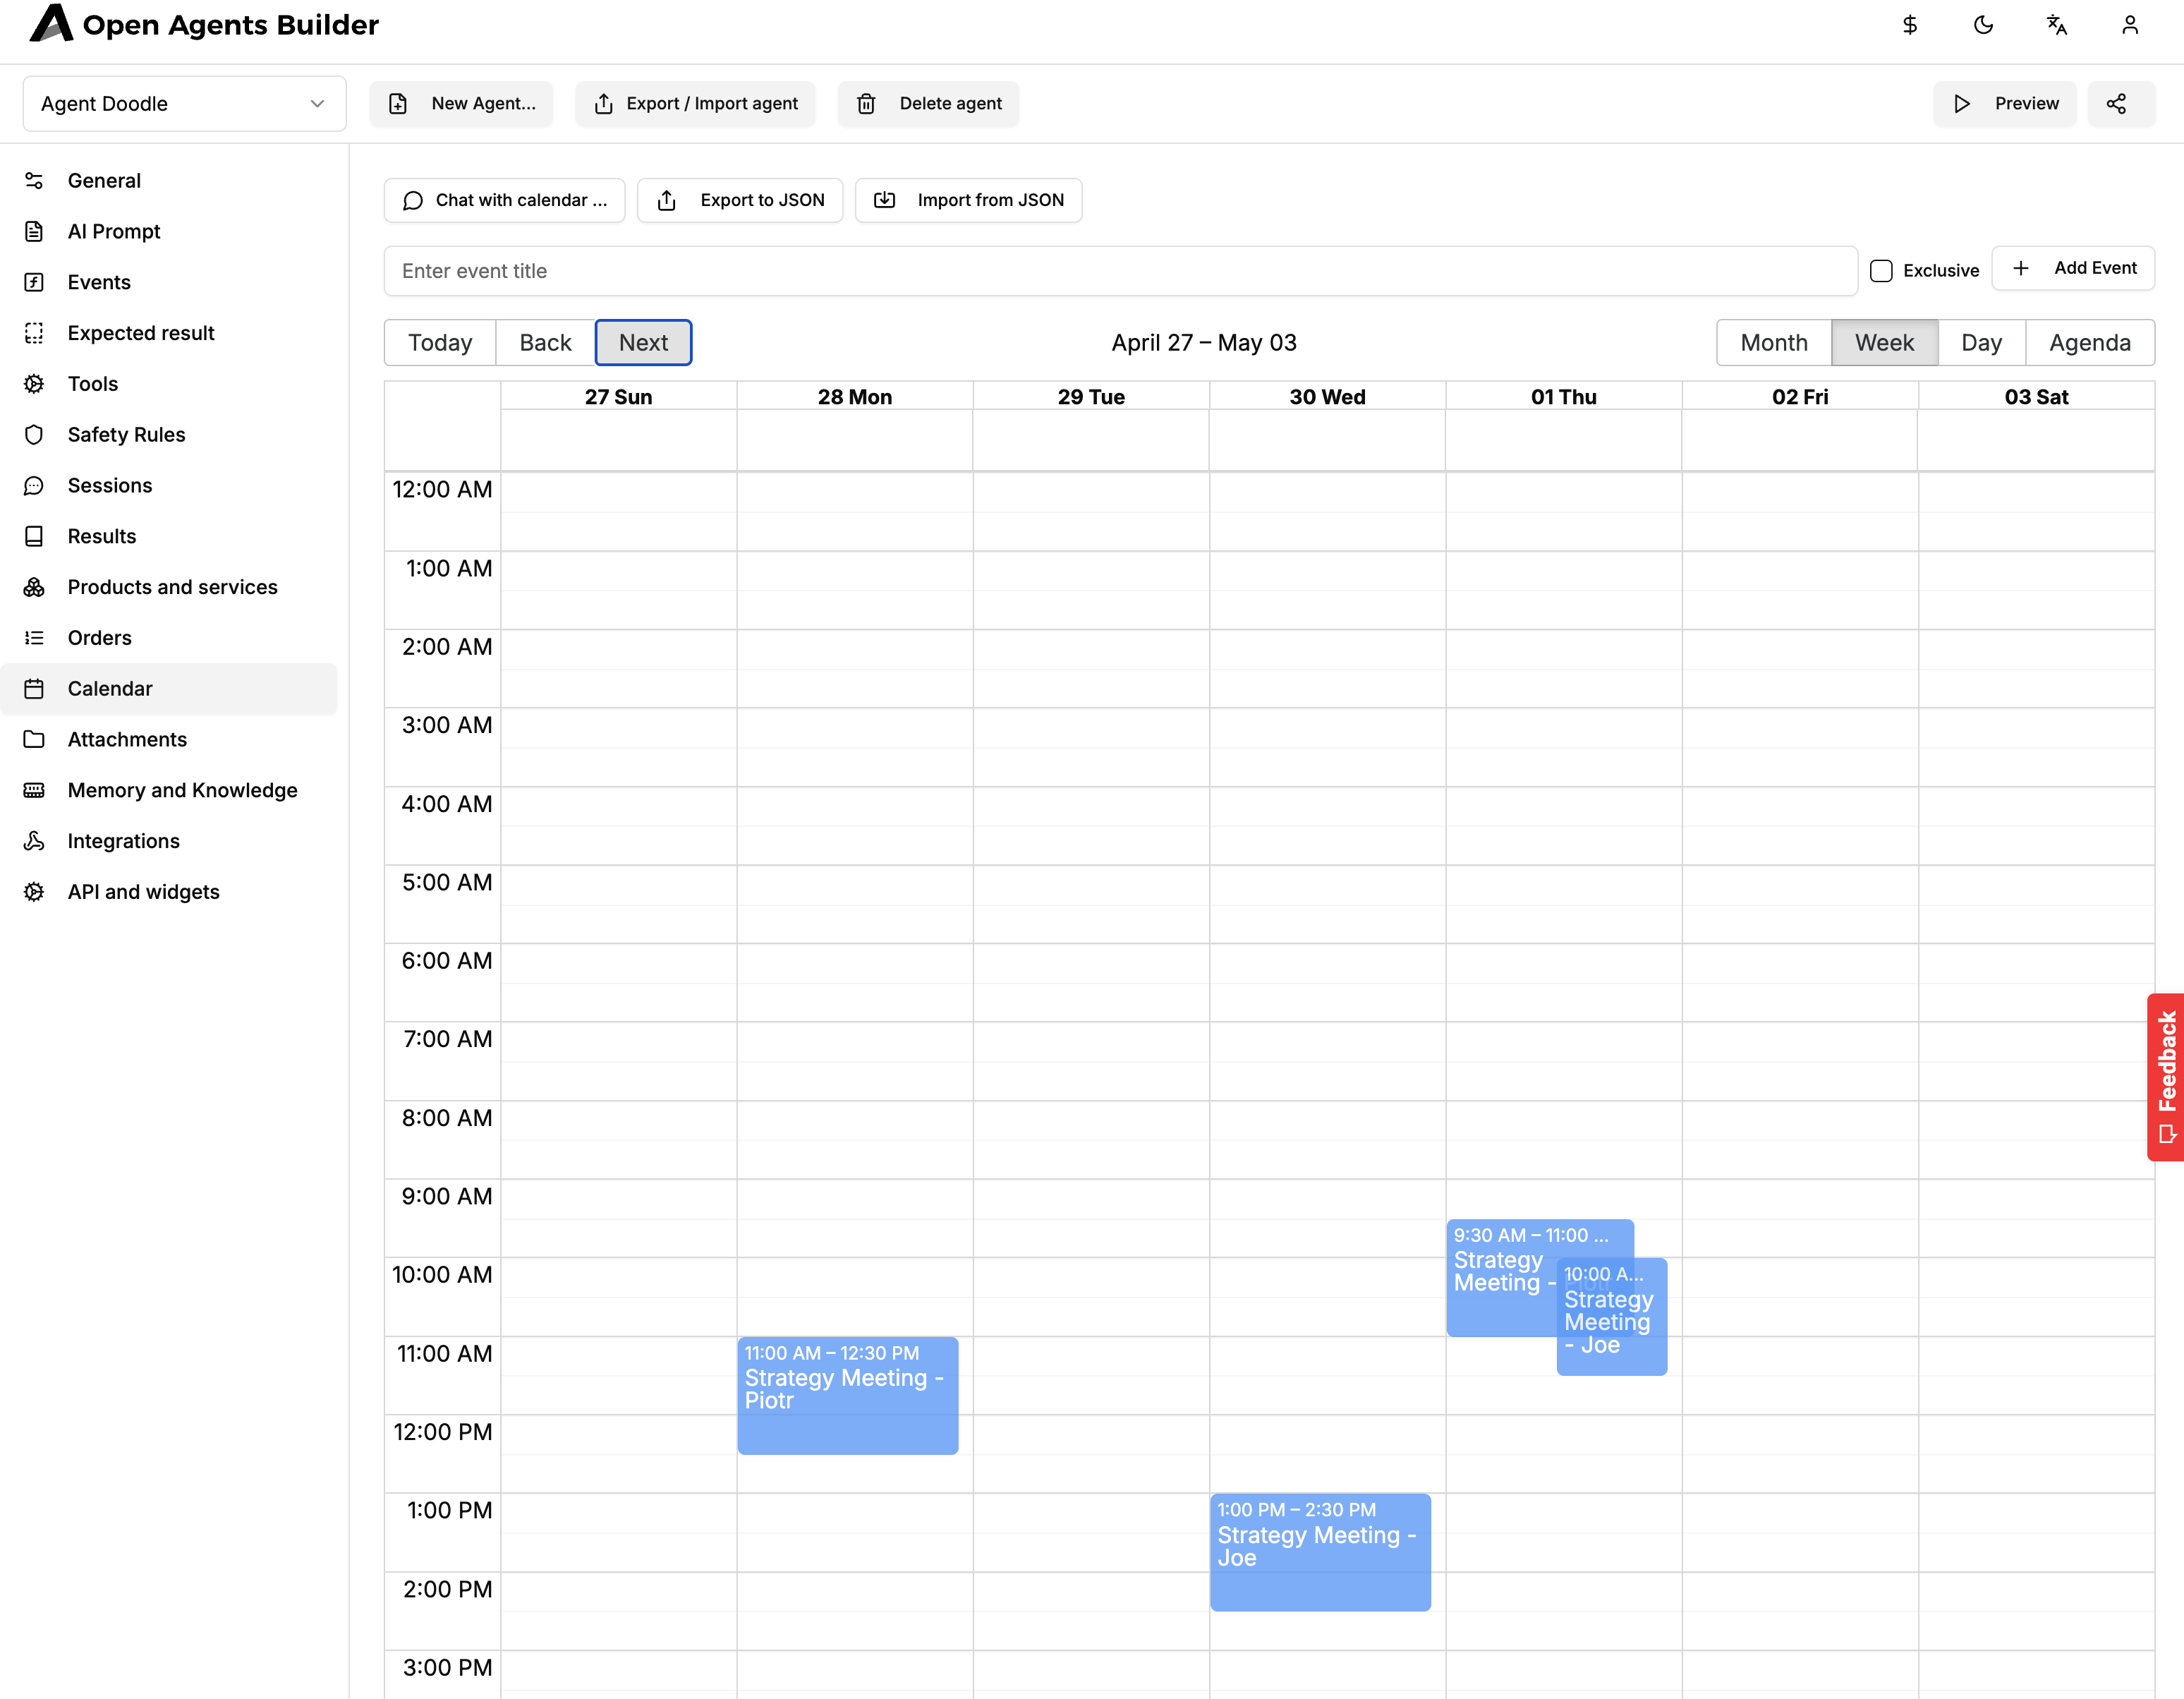 Open Agents Builder
Agent Doodle
New Agent...
Export / Import agent
Delete agent
Preview
General
AI Prompt
Events
Expected result
Tools
Safety Rules
Sessions
Results
Products and services
Orders
Calendar
Attachments
Memory and Knowledge
Integrations
API and widgets
Chat with calendar ...
Export to JSON
Import from JSON
Enter event title
Exclusive
Add Event
Today
Back
Next
April 27 – May 03
Month
Week
Day
Agenda
27 Sun
28 Mon
29 Tue
30 Wed
01 Thu
02 Fri
03 Sat
12:00 AM
1:00 AM
2:00 AM
3:00 AM
4:00 AM
5:00 AM
6:00 AM
7:00 AM
8:00 AM
9:00 AM
10:00 AM
11:00 AM
12:00 PM
1:00 PM
2:00 PM
3:00 PM
11:00 AM – 12:30 PM
Strategy Meeting -
Piotr
1:00 PM – 2:30 PM
Strategy Meeting -
Joe
9:30 AM – 11:00 ...
Strategy
Meeting - Piotr
10:00 A...
Strategy
Meeting
- Joe
Feedback